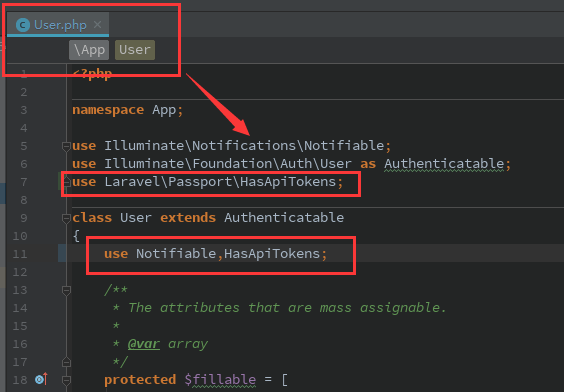 User.php
\App User
1 <?php
2
3 namespace App;
4
5 use Illuminate\Notifications\Notifiable;
6 use Illuminate\Foundation\Auth\User as Authenticatable;
7 use Laravel\Passport\HasApiTokens;
8
9 class User extends Authenticatable
10 {
11 use Notifiable,HasApiTokens;
12
13 /**
14 * The attributes that are mass assignable.
15 *
16 * @var array
17 */
18 protected $fillable = [